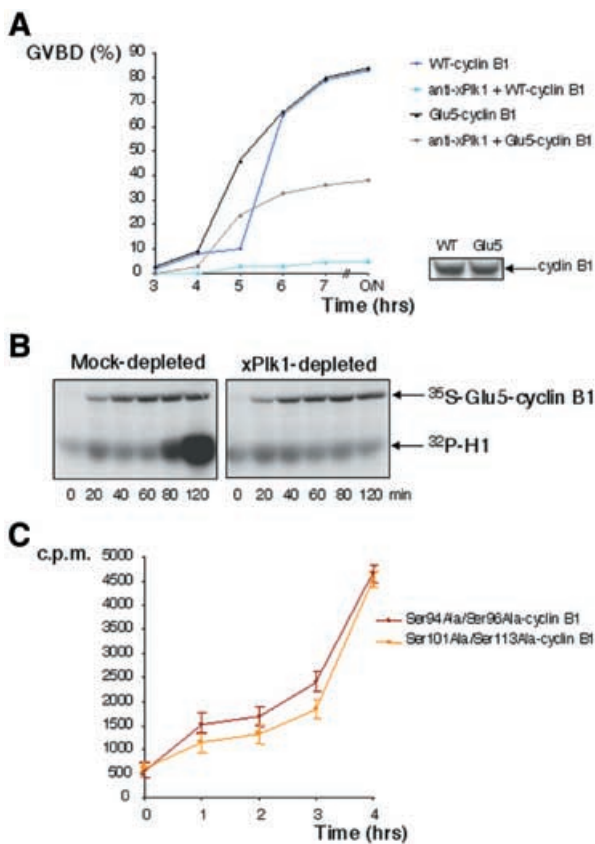 A
GVBD (%)
90
80
70
60
50
40
30
20
10
0
3 4 5 6 7 O/N
Time (hrs)
WT-cyclin B1
anti-xPlk1 + WT-cyclin B1
Glu5-cyclin B1
anti-xPlk1 + Glu5-cyclin B1
WT Glu5
cyclin B1
B
Mock-depleted xPlk1-depleted
35S-Glu5-cyclin B1
32P-H1
0 20 40 60 80 120 0 20 40 60 80 120 min
C
c.p.m.
5000
4500
4000
3500
3000
2500
2000
1500
1000
500
0
0 1 2 3 4
Time (hrs)
Ser94Ala/Ser96Ala-cyclin B1
Ser101Ala/Ser113Ala-cyclin B1